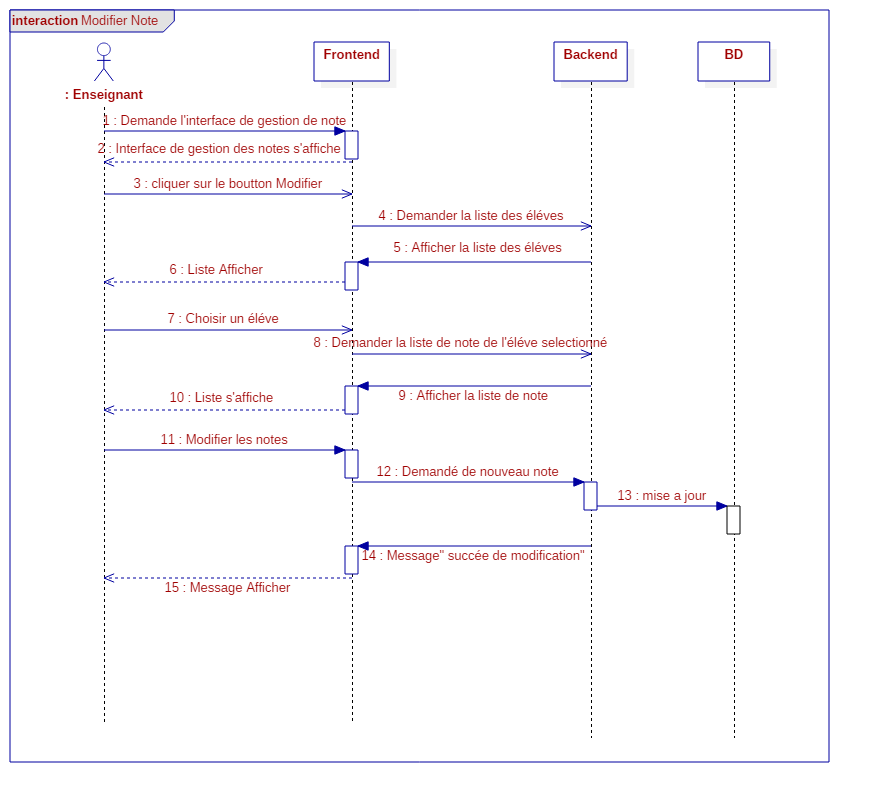 interaction Modifier Note
Frontend
Backend
BD
: Enseignant
1 : Demande l'interface de gestion de note
2 : Interface de gestion des notes s'affiche
3 : cliquer sur le boutton Modifier
4 : Demander la liste des éléves
5 : Afficher la liste des éléves
6 : Liste Afficher
7 : Choisir un éléve
8 : Demander la liste de note de l'éléve selectionné
9 : Afficher la liste de note
10 : Liste s'affiche
11 : Modifier les notes
12 : Demandé de nouveau note
13 : mise a jour
14 : Message" succée de modification"
15 : Message Afficher